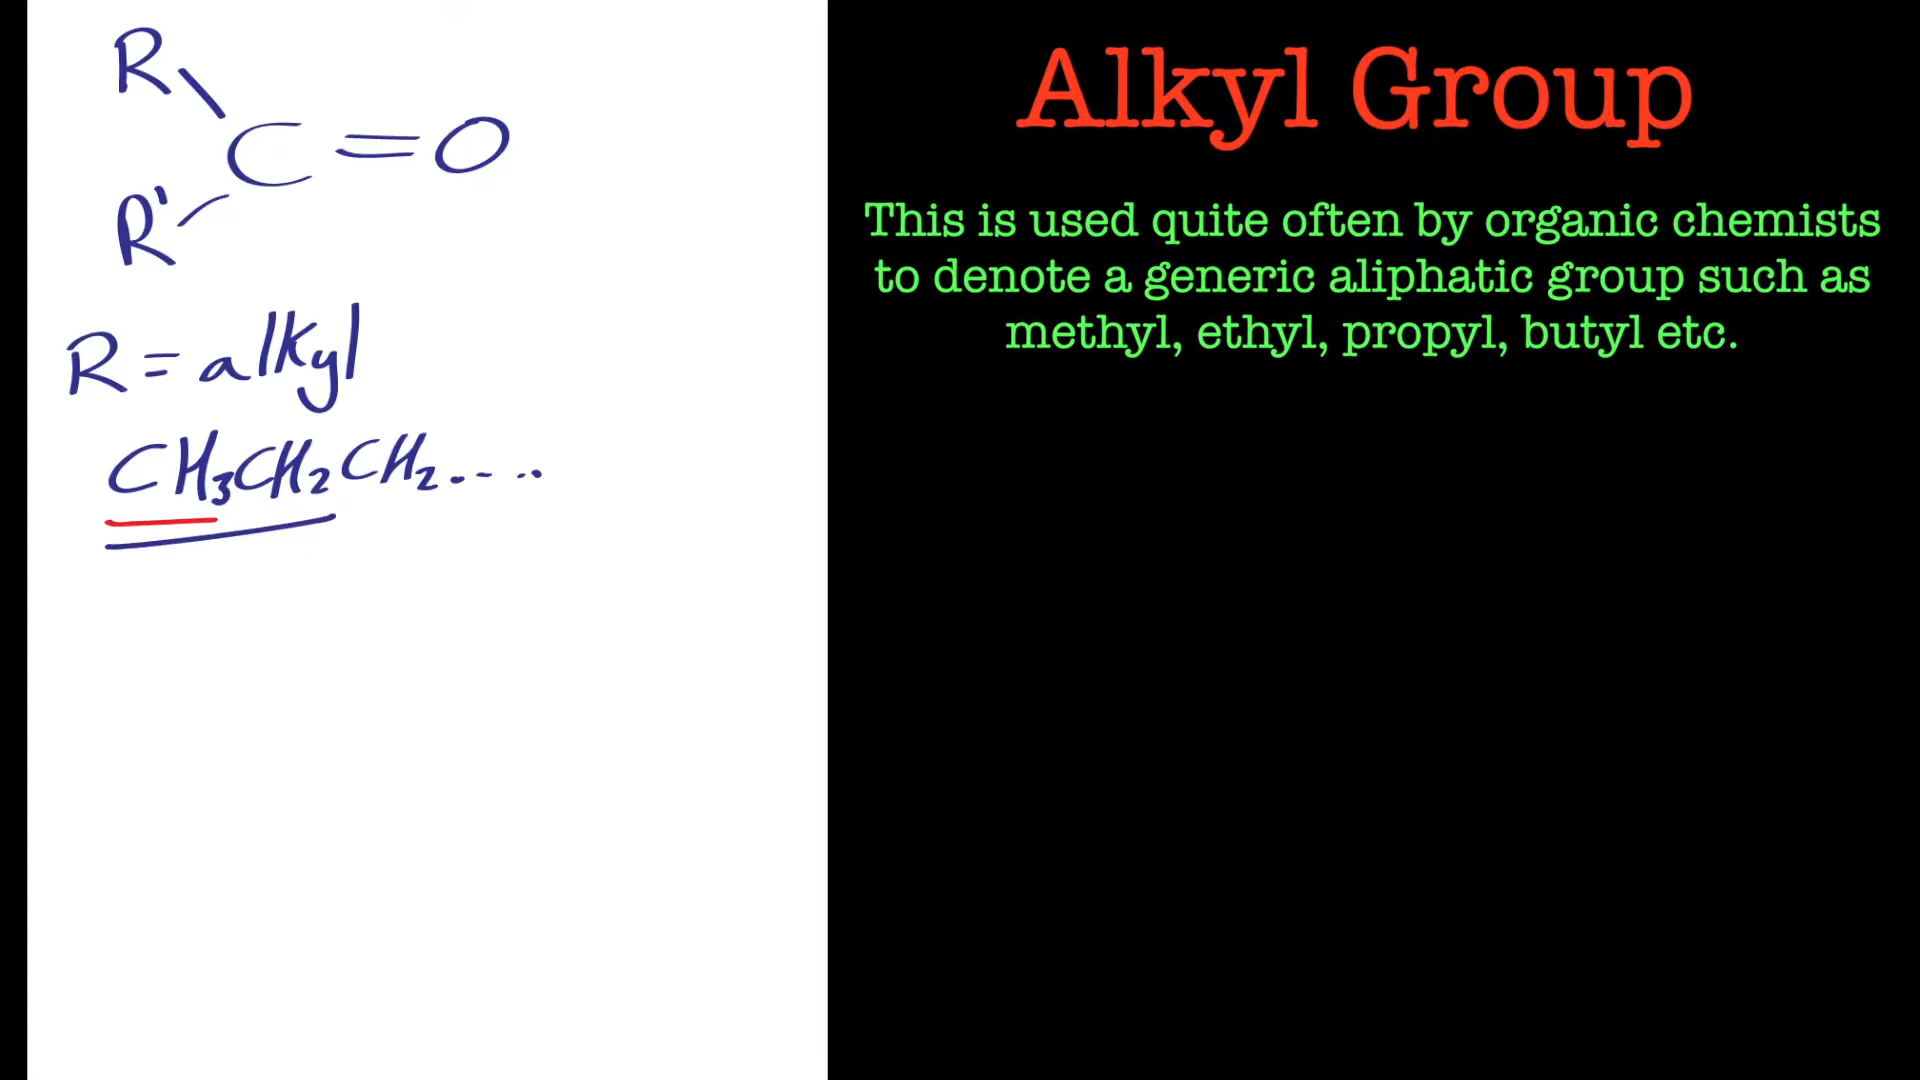 R
C=O
R'
R = alkyl
CH₃CH₂CH₂.- - ..
Alkyl Group
This is used quite often by organic chemists
to denote a generic aliphatic group such as
methyl, ethyl, propyl, butyl etc.